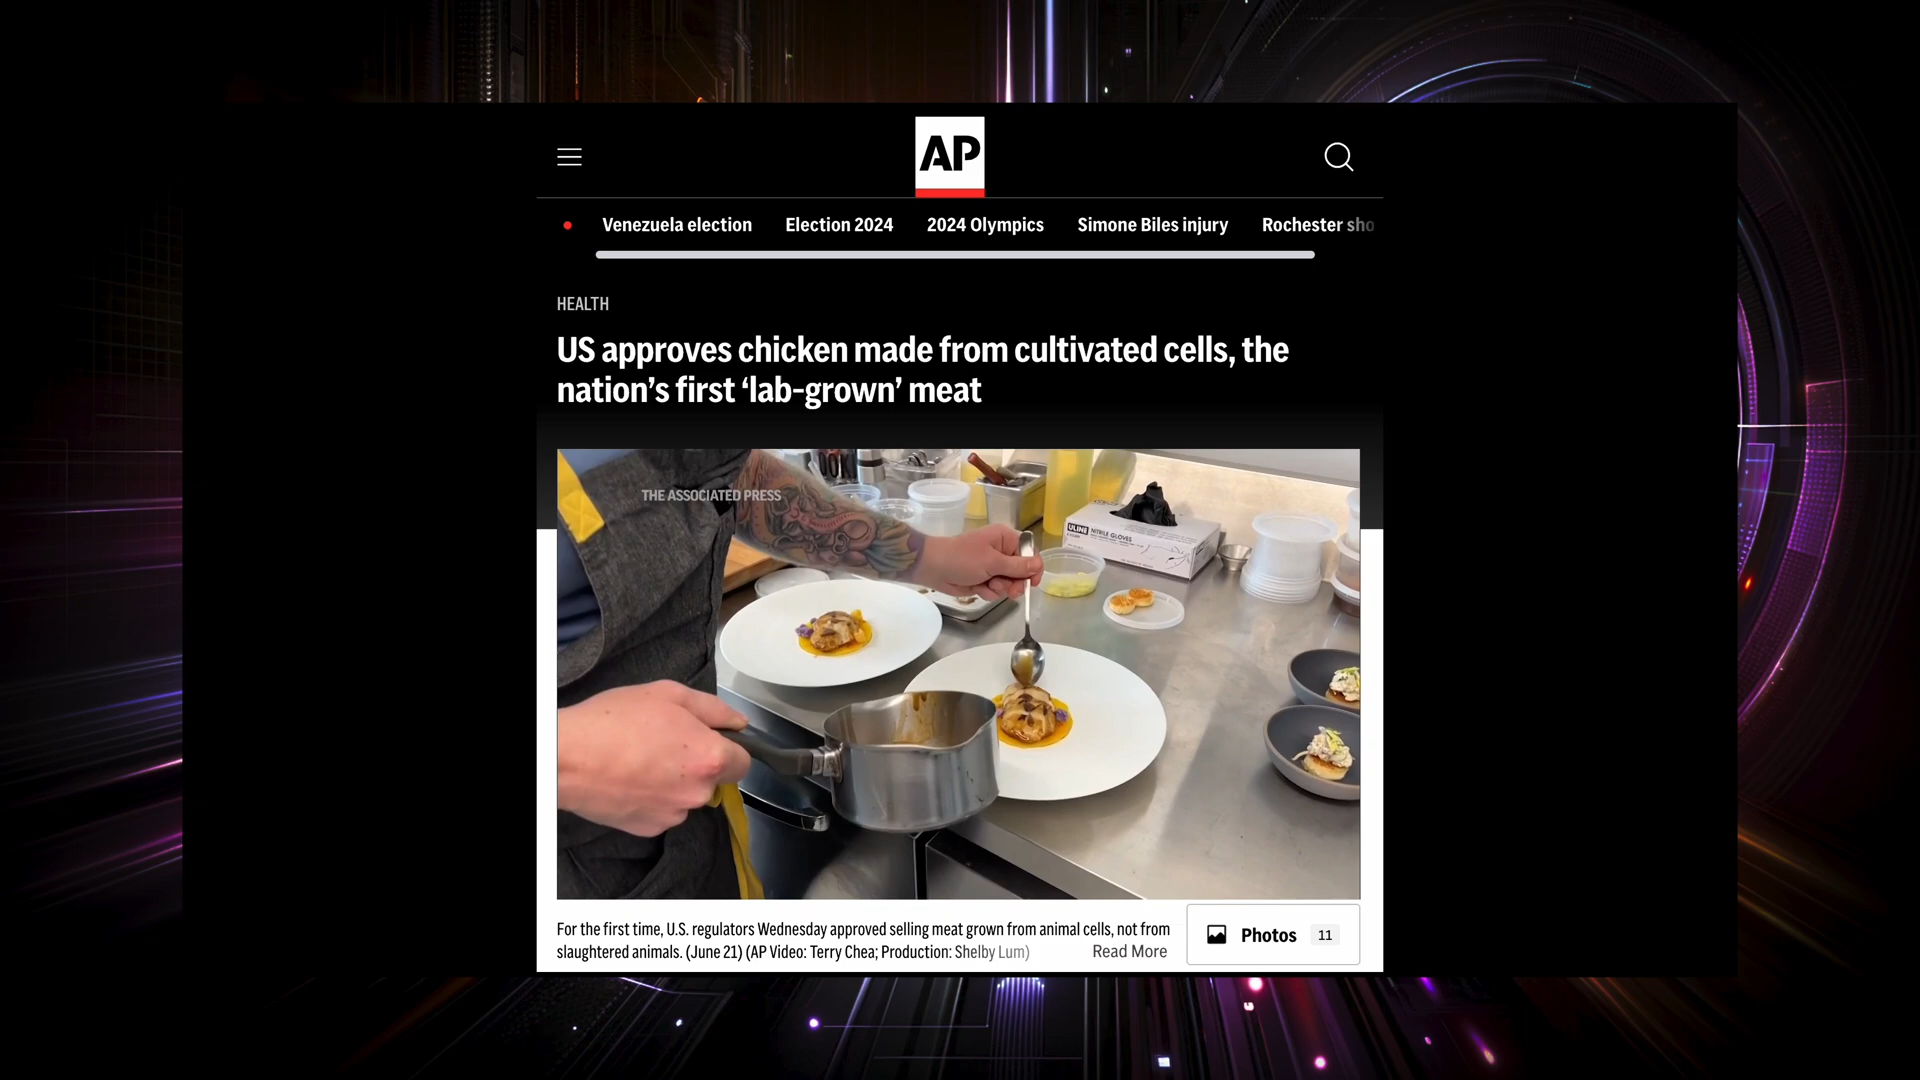 AP
Venezuela election Election 2024 2024 Olympics Simone Biles injury Rochester sho
HEALTH
US approves chicken made from cultivated cells, the
nation's first 'lab-grown' meat
THE ASSOCIATED PRESS
ULINE NITRILE GLOVES
For the first time, U.S. regulators Wednesday approved selling meat grown from animal cells, not from
slaughtered animals. (June 21) (AP Video: Terry Chea; Production: Shelby Lum)
Read More
Photos 11